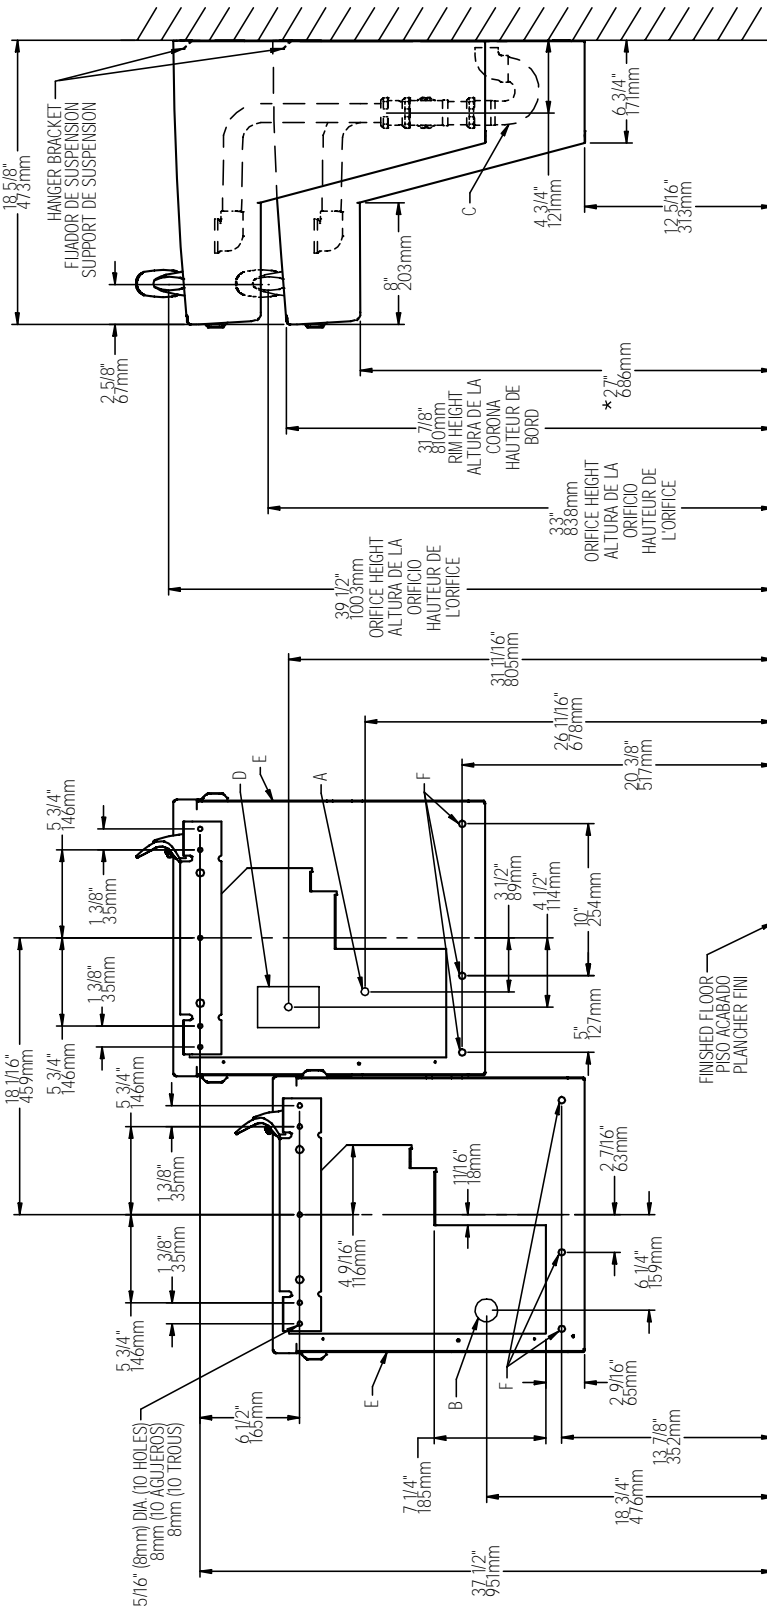 18 5/8"
473mm
HANGER BRACKET
FIJADOR DE SUSPENSION
SUPPORT DE SUSPENSION
2 5/8"
67mm
C
8"
203mm
4 3/4"
121mm
6 3/4"
171mm
12 5/16"
313mm
*27"
686mm
31 7/8"
810mm
RIM HEIGHT
ALTURA DE LA
CORONA
HAUTEUR DE
BORD
33"
838mm
ORIFICE HEIGHT
ALTURA DE LA
ORIFICIO
HAUTEUR DE
L'ORIFICE
39 1/2"
1003mm
ORIFICE HEIGHT
ALTURA DE LA
ORIFICIO
HAUTEUR DE
L'ORIFICE
31 11/16"
805mm
26 11/16"
678mm
20 3/8"
517mm
5 3/4"
146mm
1 3/8"
35mm
18 1/16"
459mm
1 3/8"
35mm
5 3/4"
146mm
E
D
A
F
3 1/2"
89mm
4 1/2"
114mm
10"
254mm
5"
127mm
FINISHED FLOOR
PISO ACABADO
PLANCHER FINI
5 3/4"
146mm
1 3/8"
35mm
1 3/8"
35mm
5 3/4"
146mm
4 9/16"
116mm
11/16"
18mm
2 7/16"
63mm
6 1/4"
159mm
E
B
F
2 9/16"
65mm
5/16" (8mm) DIA. (10 HOLES)
8mm (10 AGUJEROS)
8mm (10 TROUS)
6 1/2"
165mm
7 1/4"
185mm
13 7/8"
352mm
18 3/4"
476mm
37 1/2"
951mm